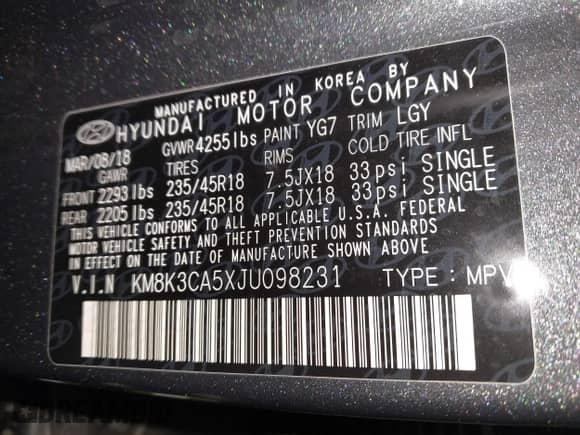 MANUFACTURED IN KOREA BY
HYUNDAI MOTOR COMPANY
MAR/08/18 GVWR 4255lbs PAINT YG7 TRIM LGY
GAWR TIRES RIMS COLD TIRE INFL
FRONT 2293 lbs 235/45R18 7.5JX18 33 psi SINGLE
REAR 2205 lbs 235/45R18 7.5JX18 33 psi SINGLE
THIS VEHICLE CONFORMS TO ALL APPLICABLE U.S.A. FEDERAL
MOTOR VEHICLE SAFETY AND THEFT PREVENTION STANDARDS
IN EFFECT ON THE DATE OF MANUFACTURE SHOWN ABOVE
V.I.N KM8K3CA5XJU098231 TYPE : MPV